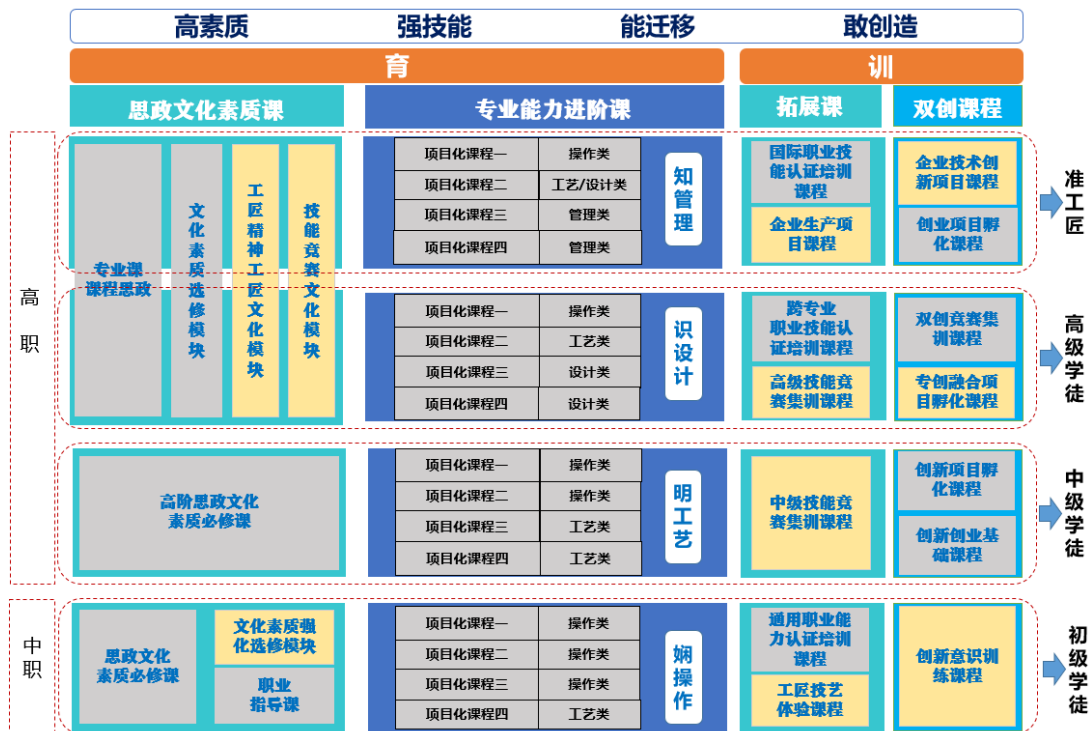 高素质 强技能 能迁移 敢创造
育 训
思政文化素质课 专业能力进阶课 拓展课 双创课程
高职
专业课
课程思政
文化素质选修模块
工匠精神工匠文化模块
技能竞赛文化模块
项目化课程一 操作类
项目化课程二 工艺/设计类
项目化课程三 管理类
项目化课程四 管理类
知管理
国际职业技
能认证培训
课程
企业生产项
目课程
企业技术创
新项目课程
创业项目孵
化课程
准工匠
项目化课程一 操作类
项目化课程二 工艺类
项目化课程三 设计类
项目化课程四 设计类
识设计
跨专业
职业技能认
证培训课程
高级技能竞
赛集训课程
双创竞赛集
训课程
专创融合项
目孵化课程
高级学徒
高阶思政文化
素质必修课
项目化课程一 操作类
项目化课程二 操作类
项目化课程三 工艺类
项目化课程四 工艺类
明工艺
中级技能竞
赛集训课程
创新项目孵
化课程
创新创业基
础课程
中级学徒
中职
思政文化
素质必修课
文化素质强
化选修模块
职业
指导课
项目化课程一 操作类
项目化课程二 操作类
项目化课程三 操作类
项目化课程四 工艺类
娴操作
通用职业能
力认证培训
课程
工匠技艺
体验课程
创新意识训
练课程
初级学徒